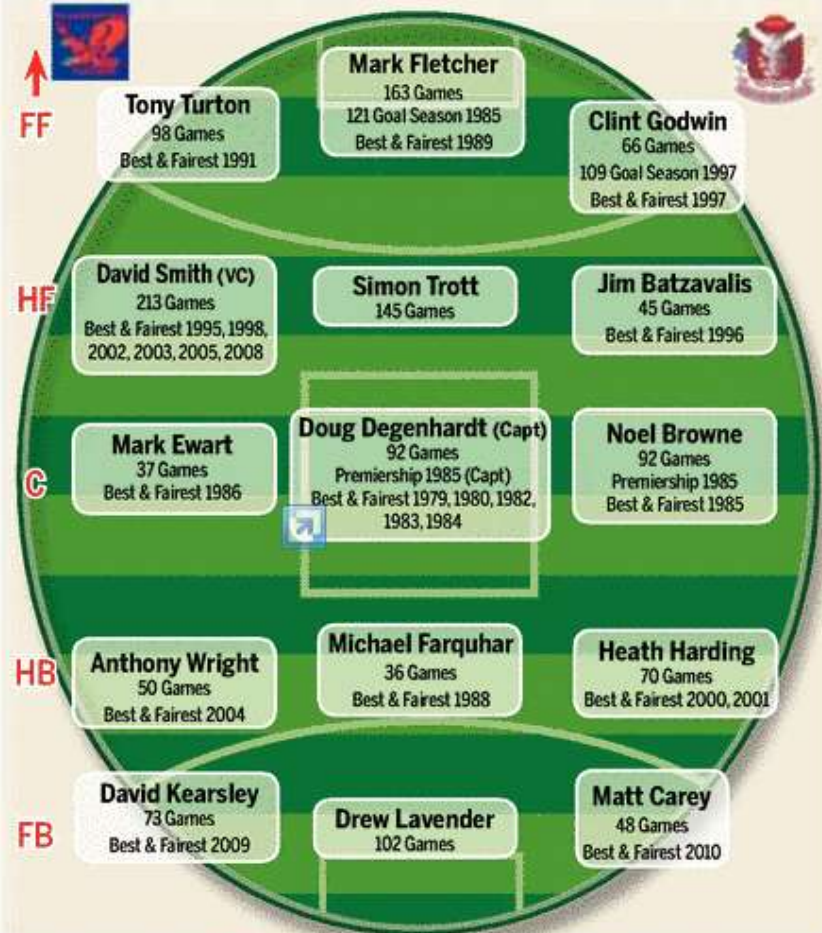 FF
Tony Turton
98 Games
Best & Fairest 1991
Mark Fletcher
163 Games
121 Goal Season 1985
Best & Fairest 1989
Clint Godwin
66 Games
109 Goal Season 1997
Best & Fairest 1997
HF
David Smith (VC)
213 Games
Best & Fairest 1995, 1998,
2002, 2003, 2005, 2008
Simon Trott
145 Games
Jim Batzavalis
45 Games
Best & Fairest 1996
C
Mark Ewart
37 Games
Best & Fairest 1986
Doug Degenhardt (Capt)
92 Games
Premiership 1985 (Capt)
Best & Fairest 1979, 1980, 1982,
1983, 1984
Noel Browne
92 Games
Premiership 1985
Best & Fairest 1985
HB
Anthony Wright
50 Games
Best & Fairest 2004
Michael Farquhar
36 Games
Best & Fairest 1988
Heath Harding
70 Games
Best & Fairest 2000, 2001
FB
David Kearsley
73 Games
Best & Fairest 2009
Drew Lavender
102 Games
Matt Carey
48 Games
Best & Fairest 2010